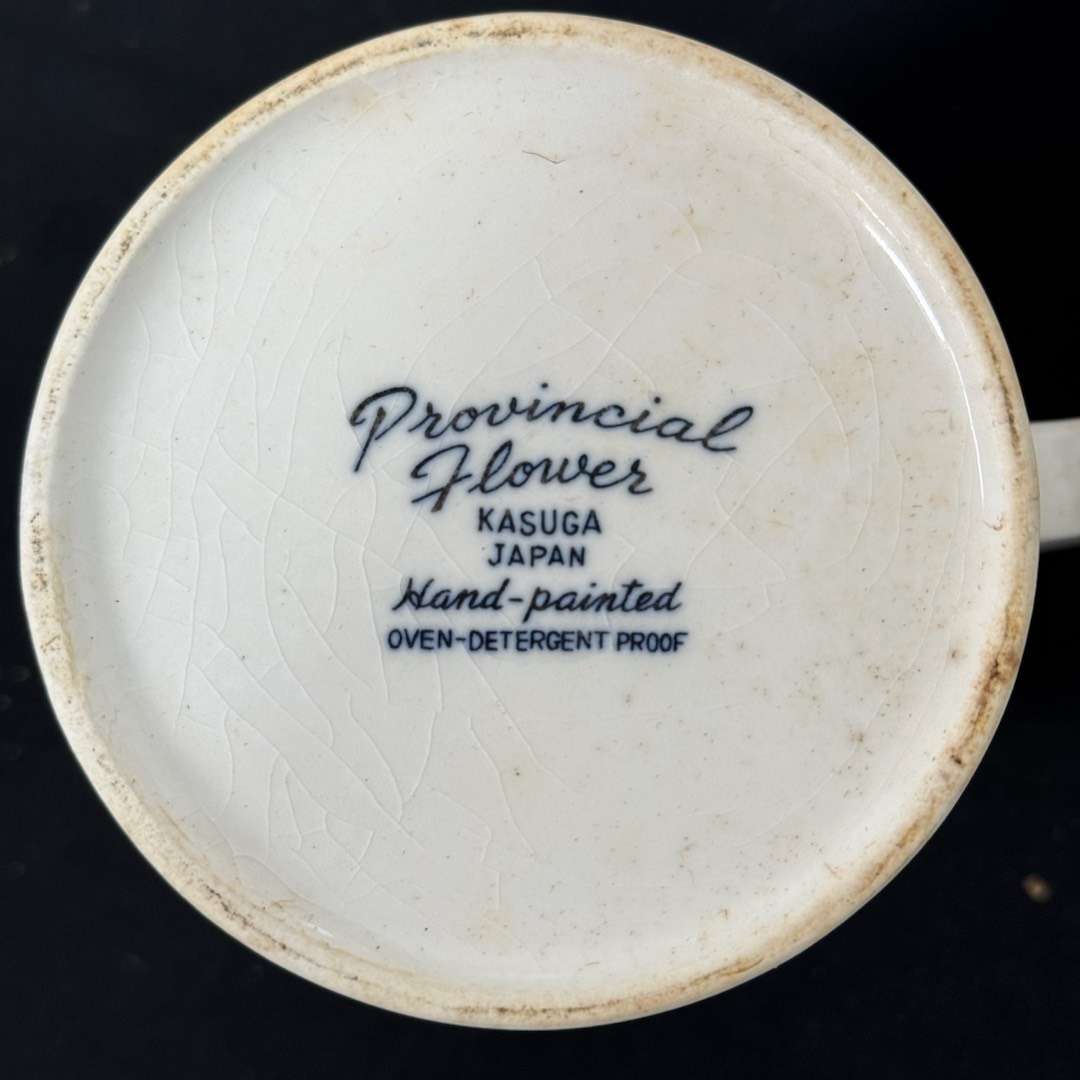 Provincial
Flower
KASUGA
JAPAN
Hand-painted
OVEN-DETERGENT PROOF